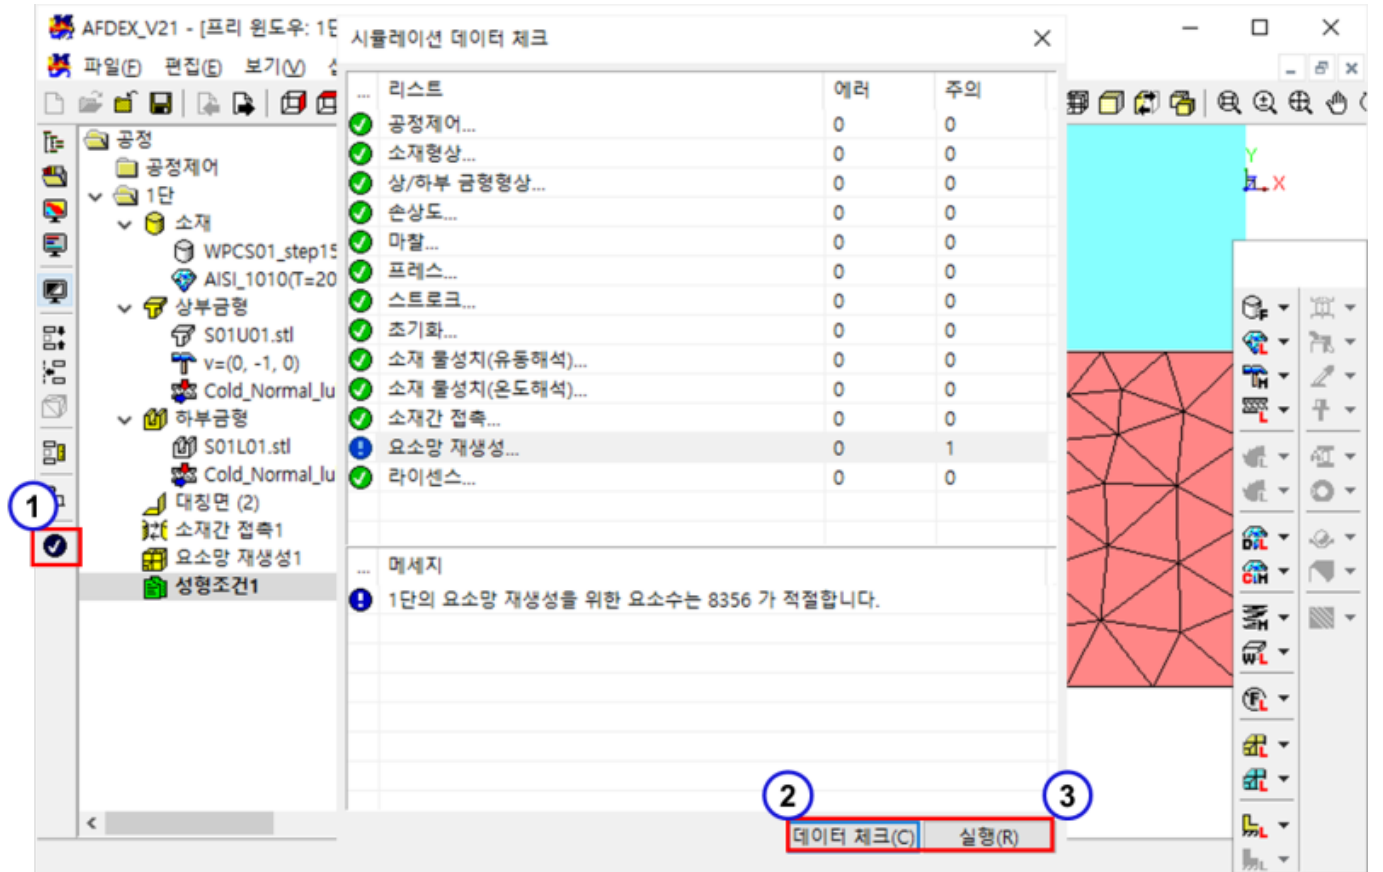 AFDEX_V21 - [프리 윈도우: 1단
파일(F) 편집(E) 보기(V)
공정
공정제어
1단
소재
WPCS01_step15
AISI_1010(T=20
상부금형
S01U01.stl
v=(0, -1, 0)
Cold_Normal_lu
하부금형
S01L01.stl
Cold_Normal_lu
대칭면 (2)
소재간 접촉1
요소망 재생성1
성형조건1
1
시뮬레이션 데이터 체크
... 리스트 에러 주의
공정제어... 0 0
소재형상... 0 0
상/하부 금형형상... 0 0
손상도... 0 0
마찰... 0 0
프레스... 0 0
스트로크... 0 0
초기화... 0 0
소재 물성치(유동해석)... 0 0
소재 물성치(온도해석)... 0 0
소재간 접촉... 0 0
요소망 재생성... 0 1
라이센스... 0 0
... 메세지
1단의 요소망 재생성을 위한 요소수는 8356 가 적절합니다.
2 3
데이터 체크(C) 실행(R)
Y
X